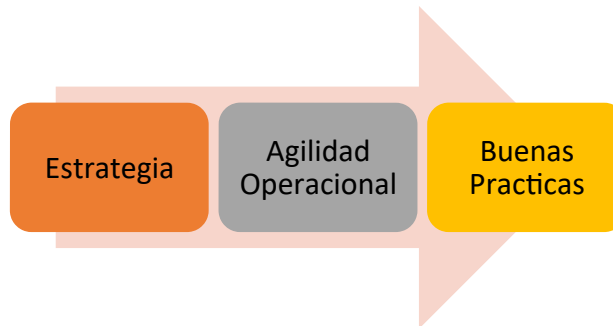 Estrategia
Agilidad
Operacional
Buenas
Practicas